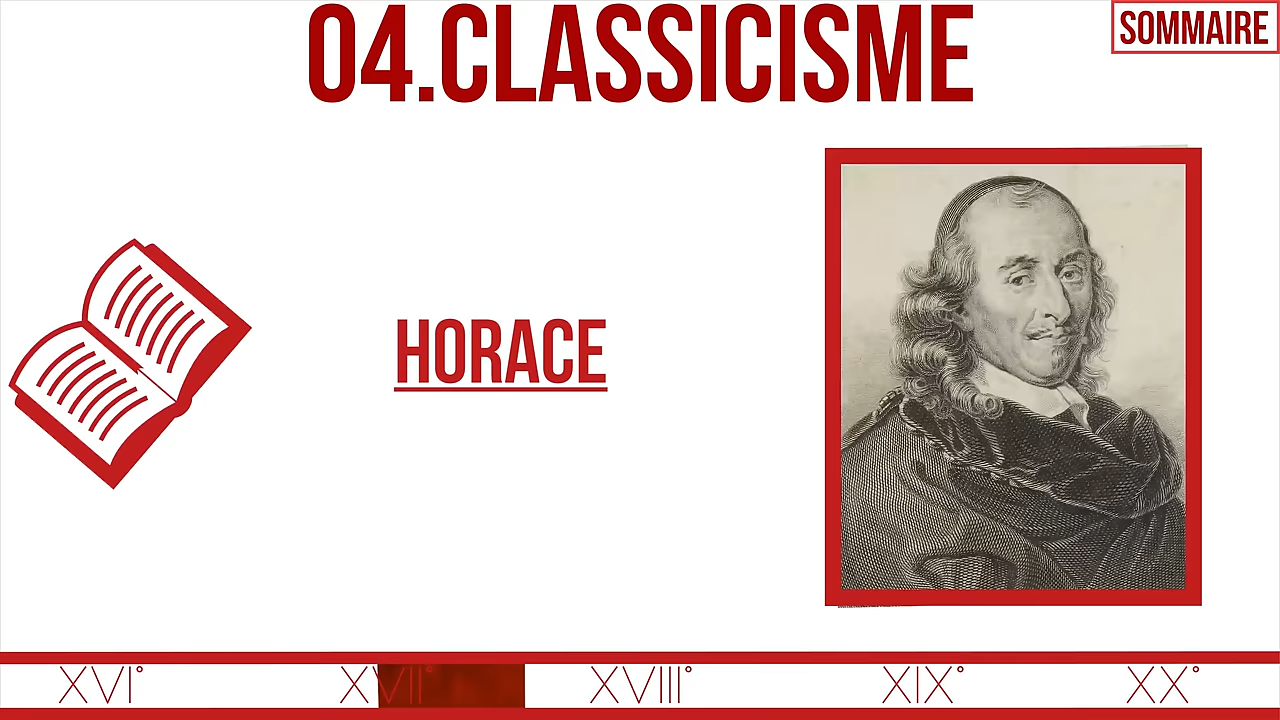 04.CLASSICISME
SOMMAIRE
HORACE
XVI° XVII° XVIII° XIX° XX°